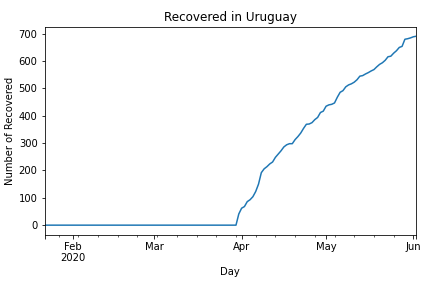 Recovered in Uruguay
Number of Recovered
700
600
500
400
300
200
100
0
Feb
2020
Mar
Apr
May
Jun
Day